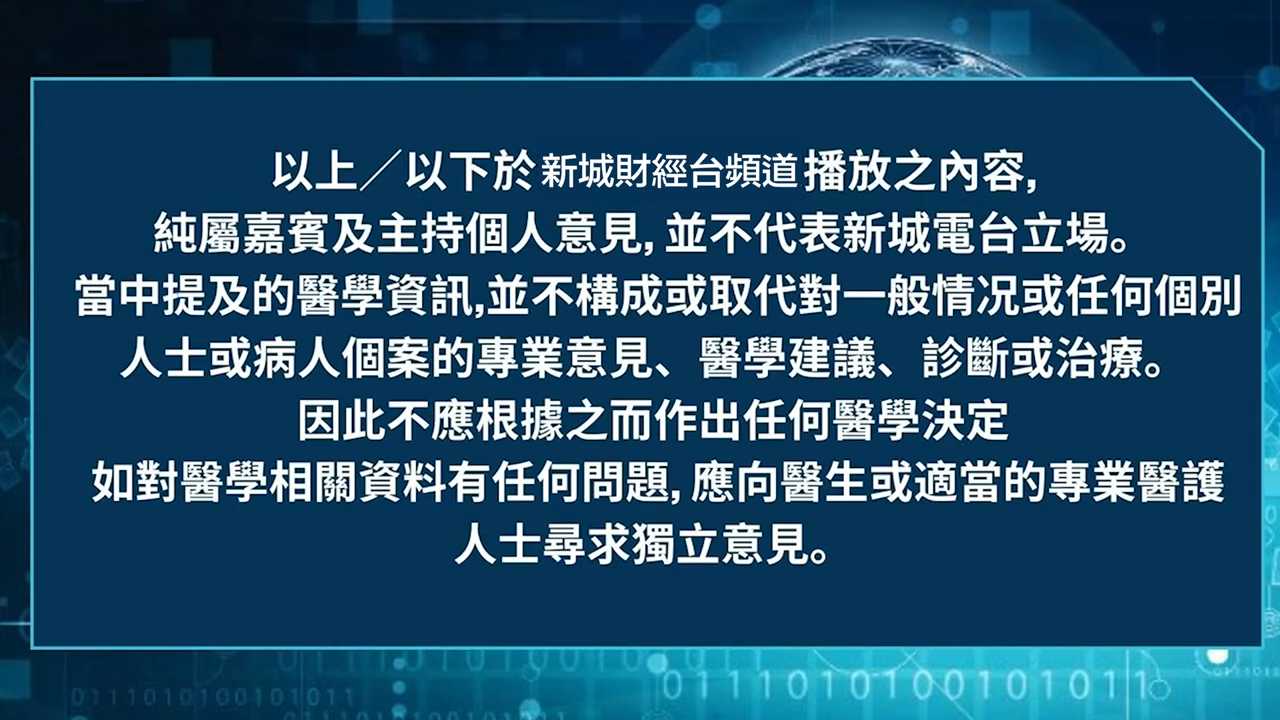 以上／以下於新城財經台頻道播放之內容,
純屬嘉賓及主持個人意見, 並不代表新城電台立場。
當中提及的醫學資訊,並不構成或取代對一般情況或任何個別
人士或病人個案的專業意見、醫學建議、診斷或治療。
因此不應根據之而作出任何醫學決定
如對醫學相關資料有任何問題, 應向醫生或適當的專業醫護
人士尋求獨立意見。
0111010100101011
0111010100101011